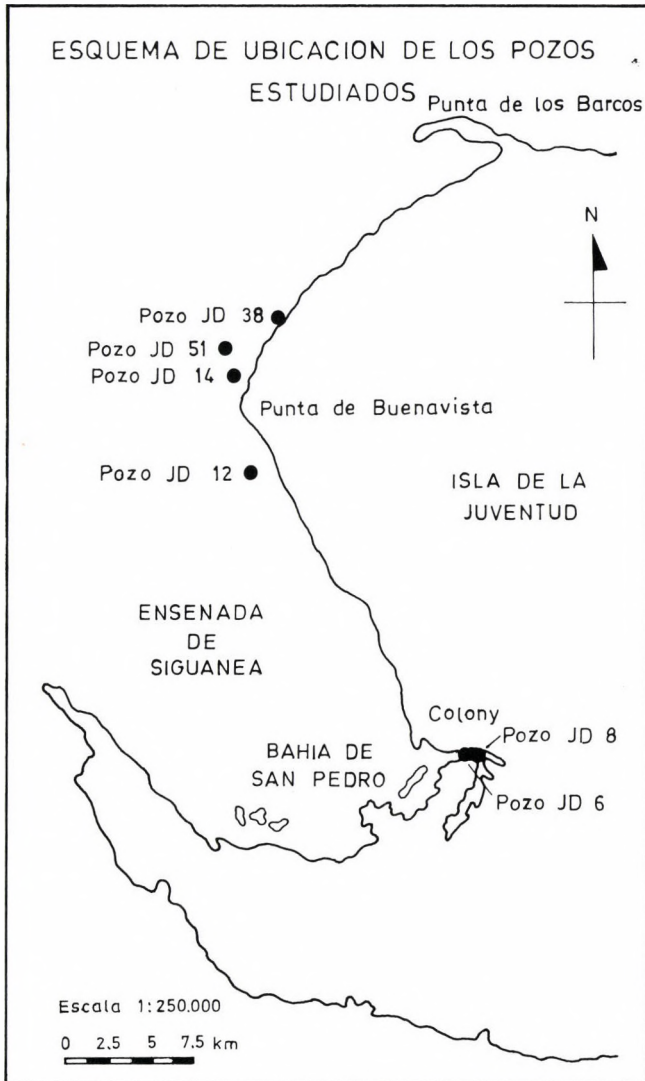 ESQUEMA DE UBICACION DE LOS POZOS
ESTUDIADOS
Punta de los Barcos
N
Pozo JD 38
Pozo JD 51
Pozo JD 14
Punta de Buenavista
Pozo JD 12
ISLA DE LA
JUVENTUD
ENSENADA
DE
SIGUANEA
Colony
Pozo JD 8
BAHIA DE
SAN PEDRO
Pozo JD 6
Escala 1:250.000
0 2.5 5 7.5 km